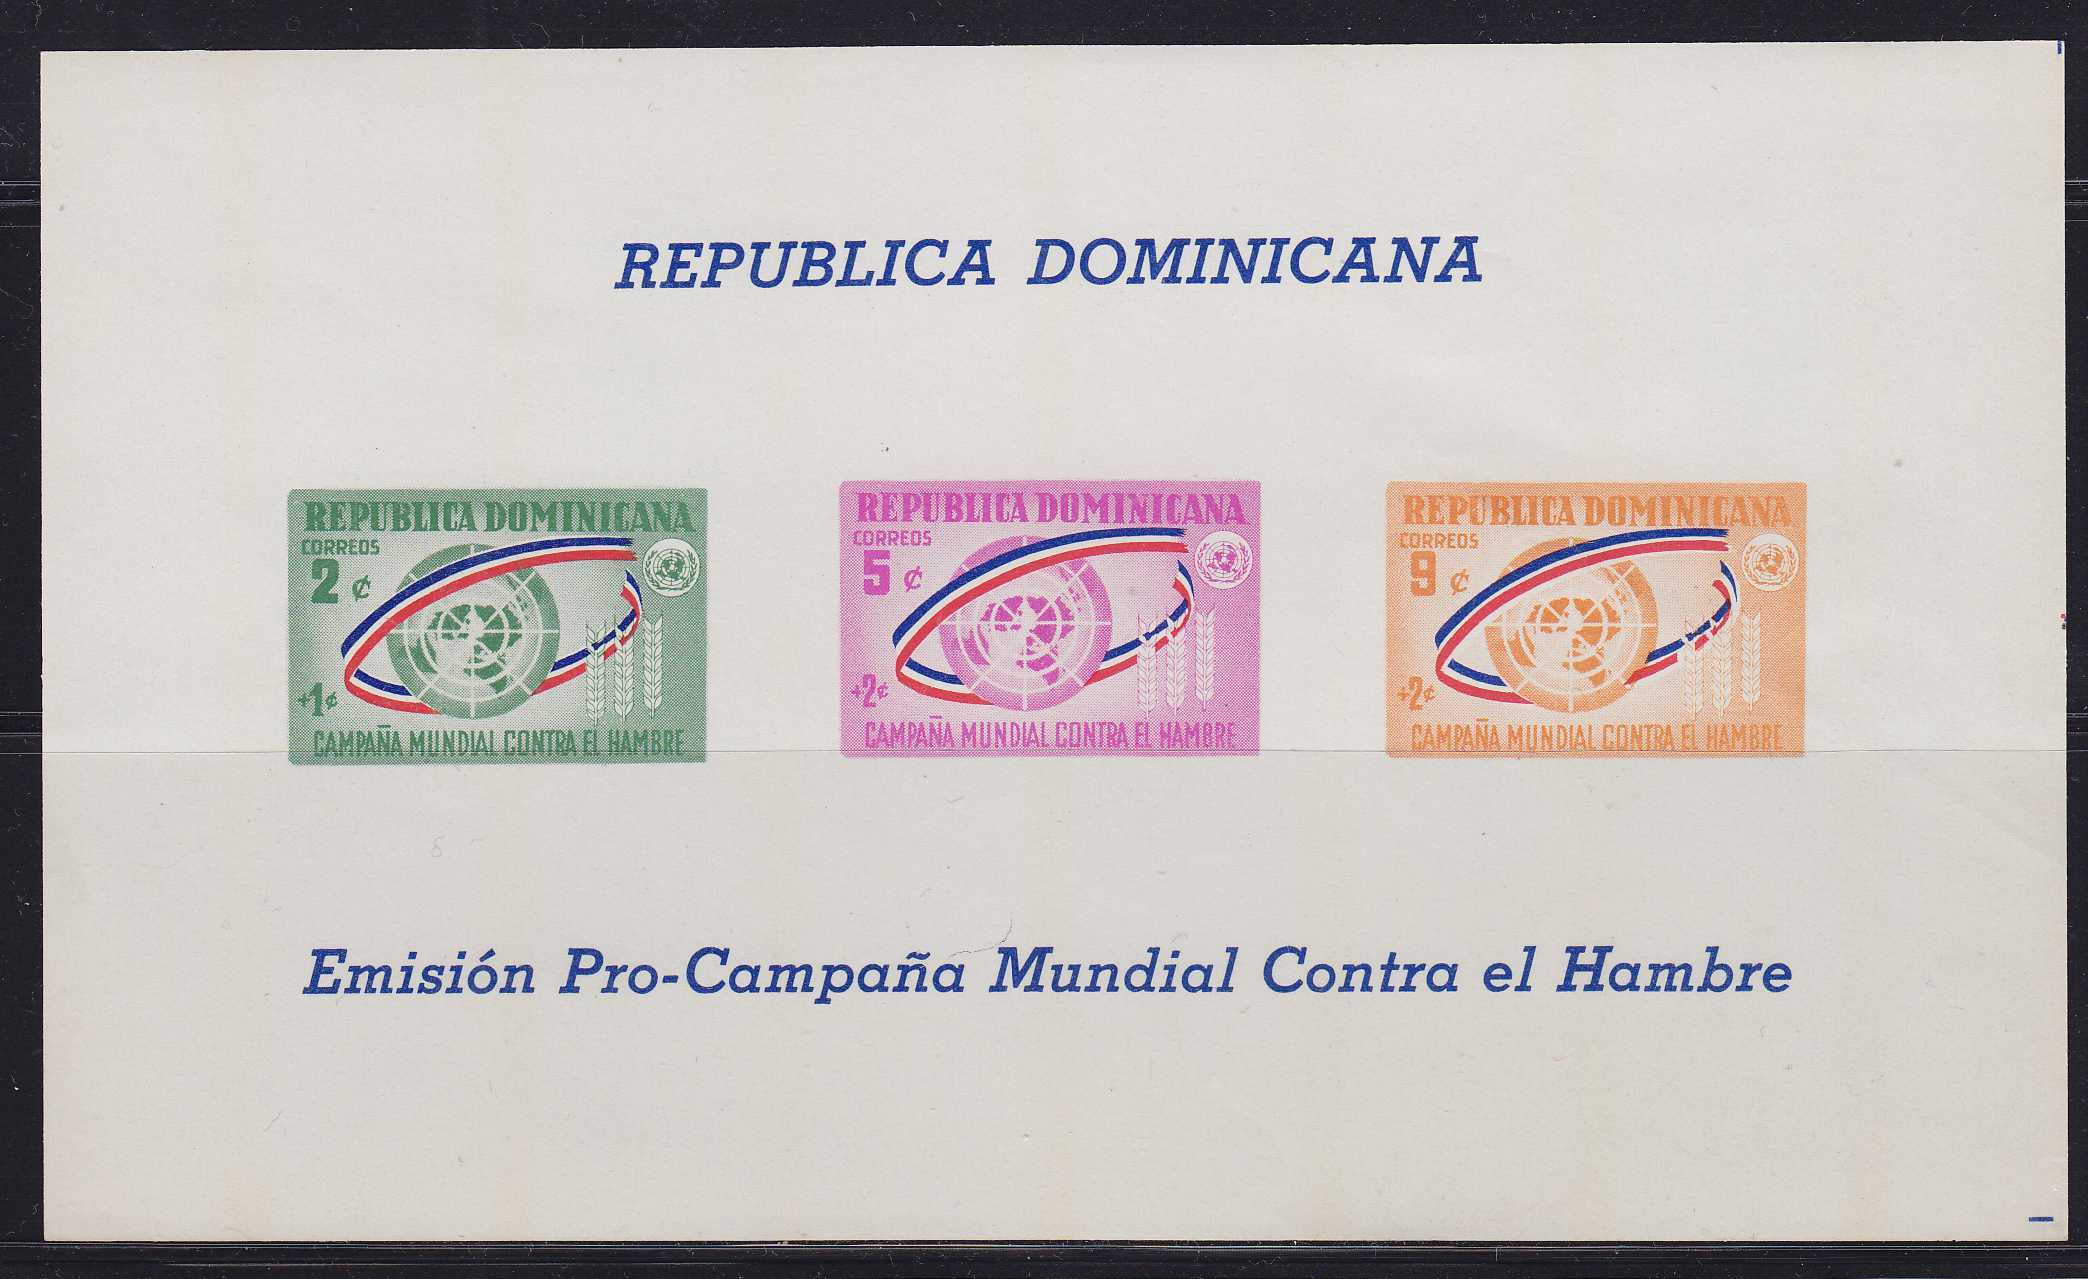 REPUBLICA DOMINICANA
REPUBLICA DOMINICANA
CORREOS
2 ¢
+1¢
CAMPAÑA MUNDIAL CONTRA EL HAMBRE
REPUBLICA DOMINICANA
CORREOS
5 ¢
+2¢
CAMPAÑA MUNDIAL CONTRA EL HAMBRE
REPUBLICA DOMINICANA
CORREOS
9 ¢
+2¢
CAMPAÑA MUNDIAL CONTRA EL HAMBRE
Emisión Pro-Campaña Mundial Contra el Hambre